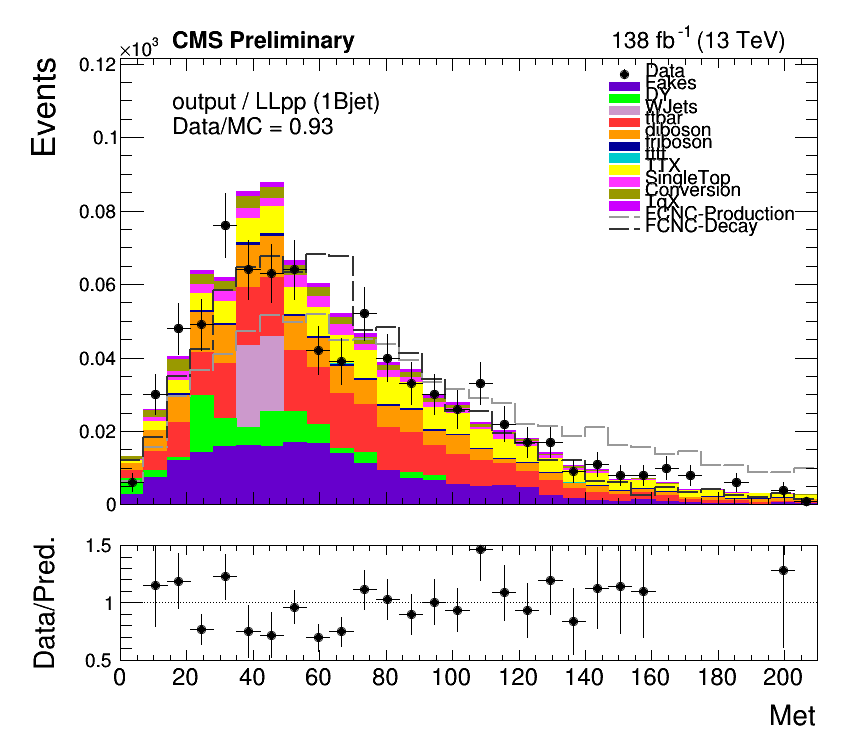 CMS Preliminary
138 fb-1 (13 TeV)
×10³
Events
output / LLpp (1Bjet)
Data/MC = 0.93
Data
Fakes
DY
WJets
ttbar
diboson
triboson
tttt
TTX
SingleTop
Conversion
TqX
FCNC-Production
FCNC-Decay
0.12
0.1
0.08
0.06
0.04
0.02
0
Data/Pred.
1.5
1
0.5
0 20 40 60 80 100 120 140 160 180 200
Met